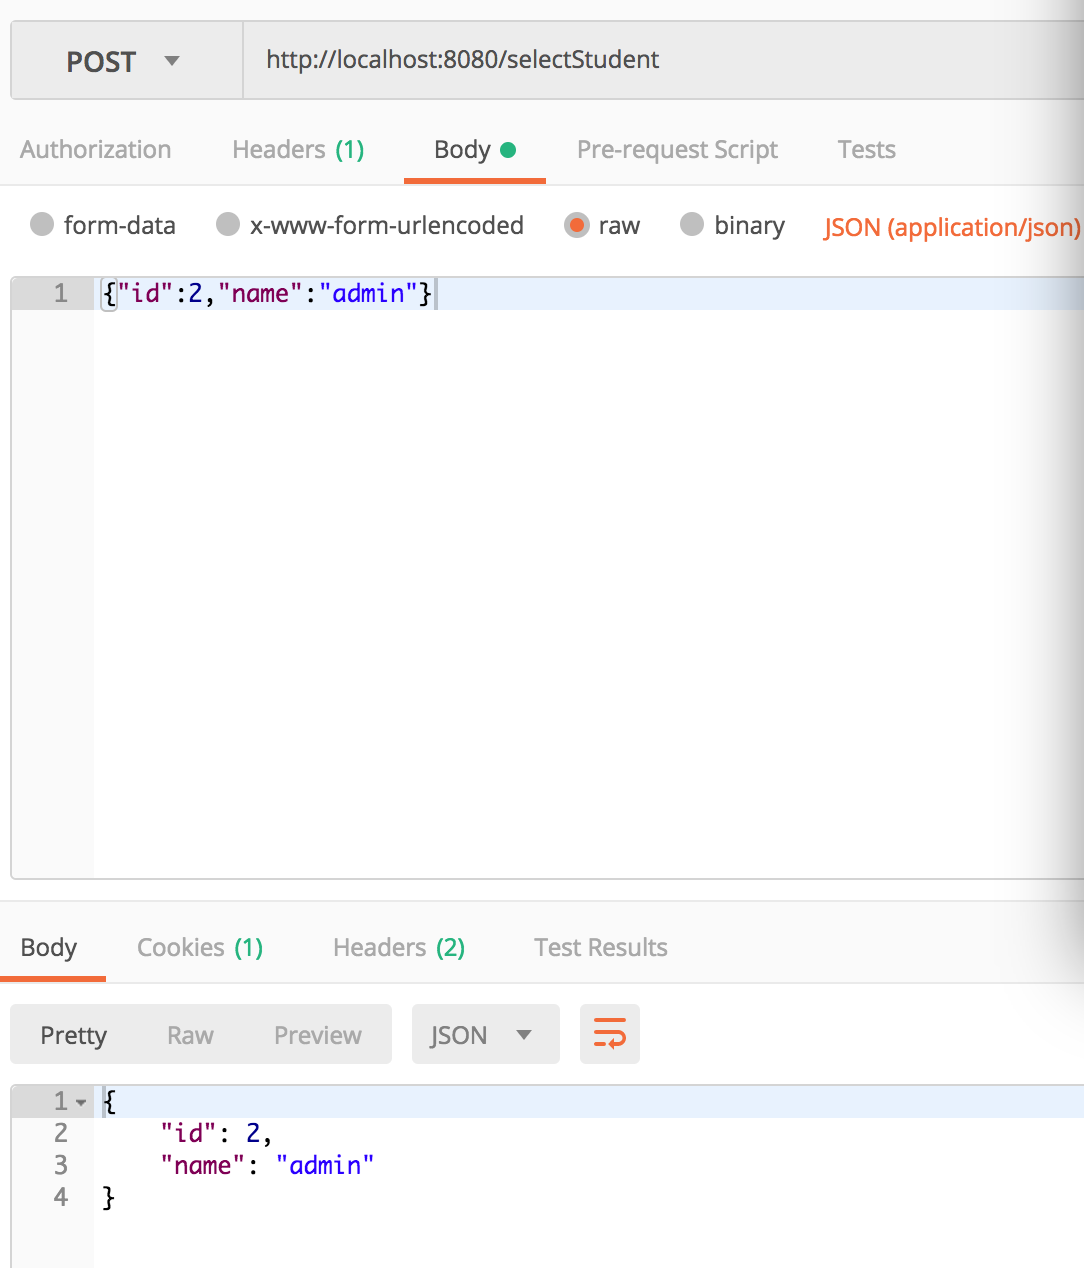 POST http://localhost:8080/selectStudent
Authorization Headers (1) Body Pre-request Script Tests
form-data x-www-form-urlencoded raw binary JSON (application/json)
1 {"id":2,"name":"admin"}
Body Cookies (1) Headers (2) Test Results
Pretty Raw Preview JSON
1 {
2 "id": 2,
3 "name": "admin"
4 }